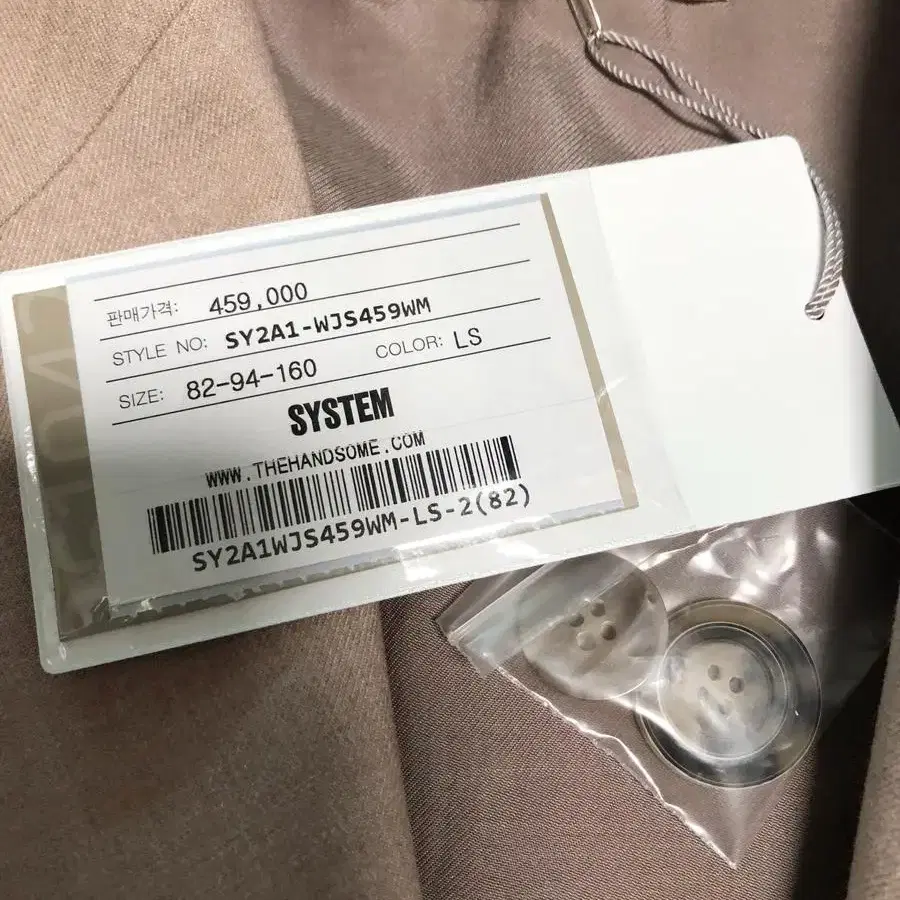 판매가격: 459,000
STYLE NO: SY2A1-WJS459WM
SIZE: 82-94-160 COLOR: LS
SYSTEM
WWW.THEHANDSOME.COM
SY2A1WJS459WM-LS-2(82)